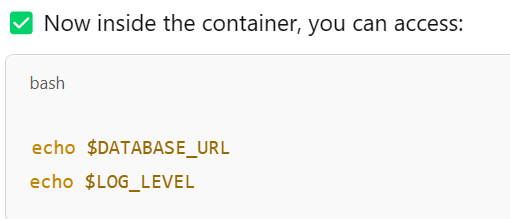 ✅ Now inside the container, you can access:
bash
echo $DATABASE_URL
echo $LOG_LEVEL